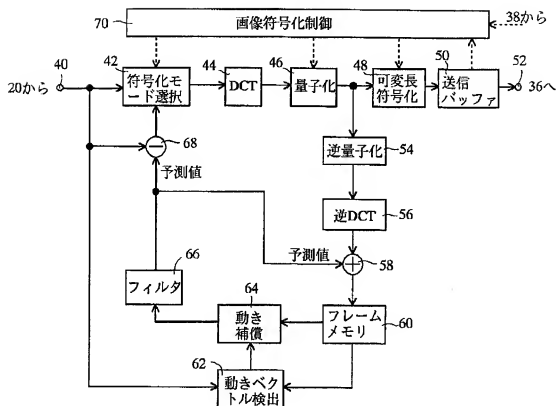 70
画像符号化制御
38から
40
42
44
46
48
50
52
20から
符号化モ
ード選択
DCT
量子化
可変長
符号化
送信
バッファ
36へ
68
予測値
逆量子化
54
逆DCT
56
予測値
58
66
フィルタ
64
動き
補償
フレーム
メモリ
60
62
動きベク
トル検出